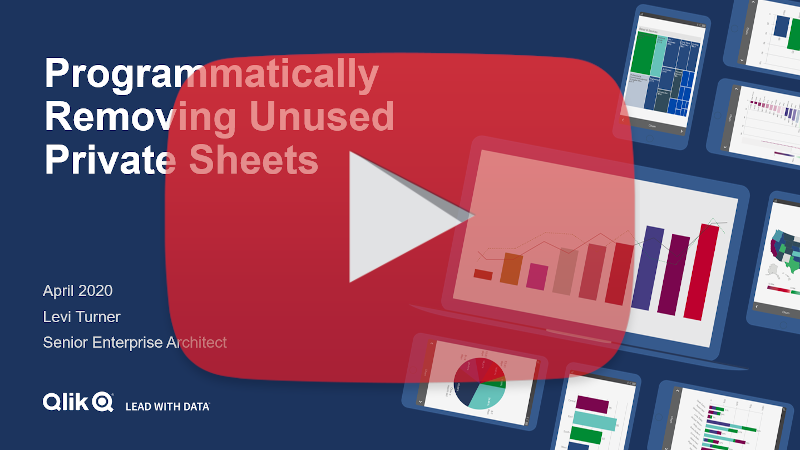 Programmatically
Removing Unused
Private Sheets
April 2020
Levi Turner
Senior Enterprise Architect
Qlik
LEAD WITH DATA